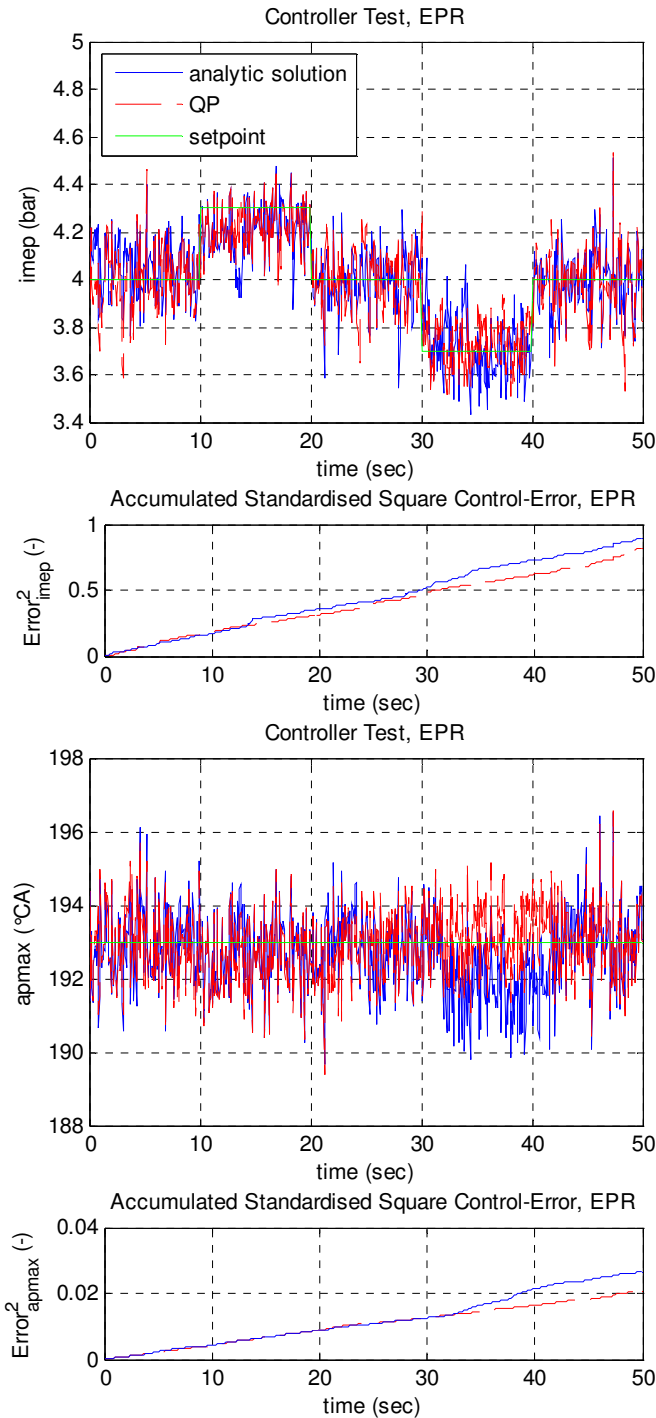 Controller Test, EPR
5
4.8
4.6
4.4
4.2
4
3.8
3.6
3.4
imep (bar)
analytic solution
QP
setpoint
0 10 20 30 40 50
time (sec)
Accumulated Standardised Square Control-Error, EPR
1
0.5
0
Error²imep (-)
0 10 20 30 40 50
time (sec)
Controller Test, EPR
198
196
194
193
192
190
188
apmax (°CA)
0 10 20 30 40 50
time (sec)
Accumulated Standardised Square Control-Error, EPR
0.04
0.02
0
Error²apmax (-)
0 10 20 30 40 50
time (sec)